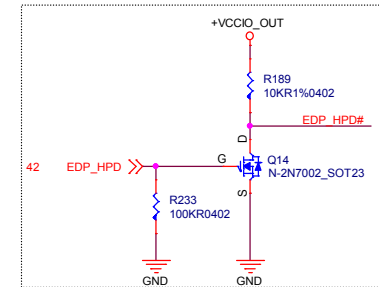 +VCCIO_OUT
R189
10KR1%0402
EDP_HPD#
D
42 EDP_HPD G Q14
N-2N7002_SOT23
S
R233
100KR0402
GND GND